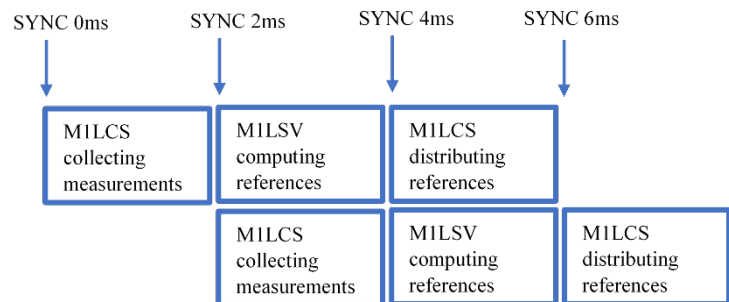 SYNC 0ms SYNC 2ms SYNC 4ms SYNC 6ms
M1LCS
collecting
measurements
M1LSV
computing
references
M1LCS
distributing
references
M1LCS
collecting
measurements
M1LSV
computing
references
M1LCS
distributing
references